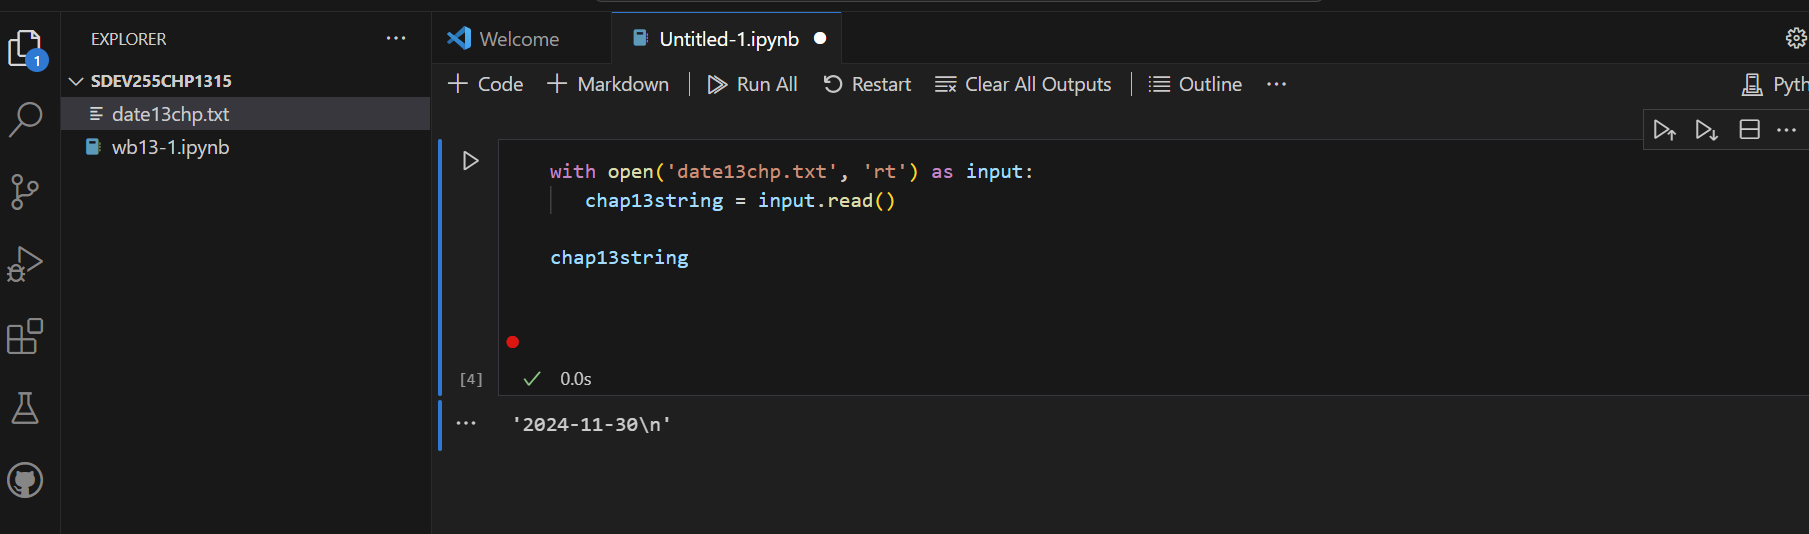 EXPLORER
SDEV255CHP1315
date13chp.txt
wb13-1.ipynb
1
Welcome
Untitled-1.ipynb
Code
Markdown
Run All
Restart
Clear All Outputs
Outline
Pyth
with open('date13chp.txt', 'rt') as input:
chap13string = input.read()
chap13string
[4]
0.0s
'2024-11-30\n'